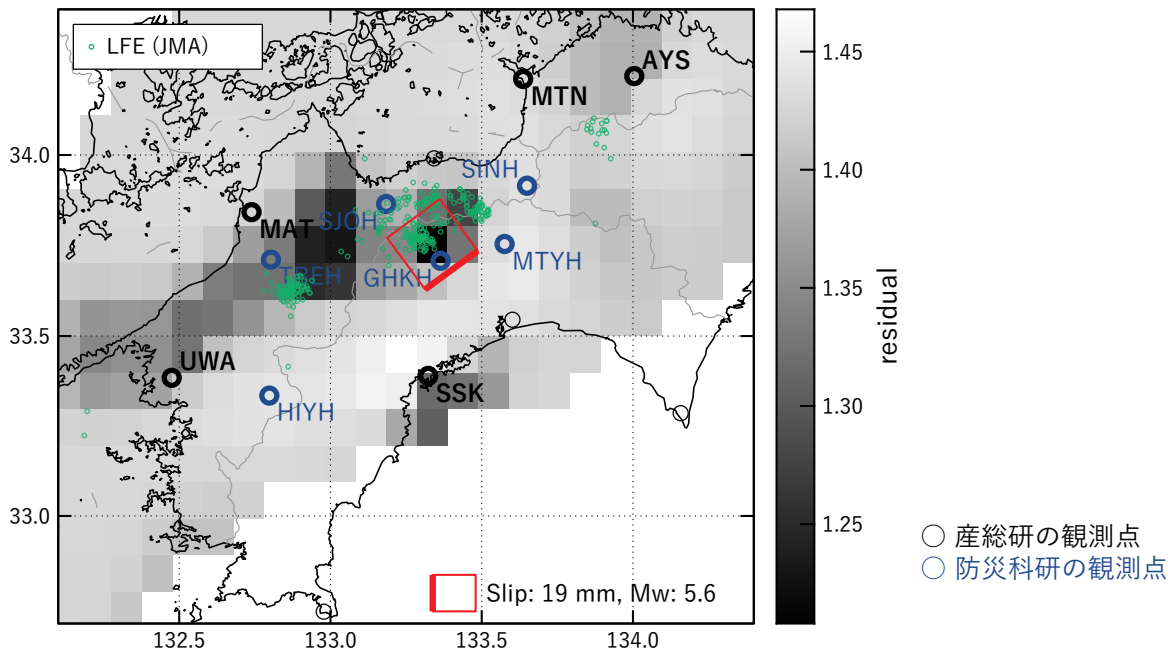 LFE (JMA)
AYS
MTN
SINH
SJOH
MAT
TBEH
GHKH
MTYH
UWA
SSK
HIYH
Slip: 19 mm, Mw: 5.6
34.0
33.5
33.0
132.5
133.0
133.5
134.0
1.45
1.40
1.35
1.30
1.25
residual
産総研の観測点
防災科研の観測点